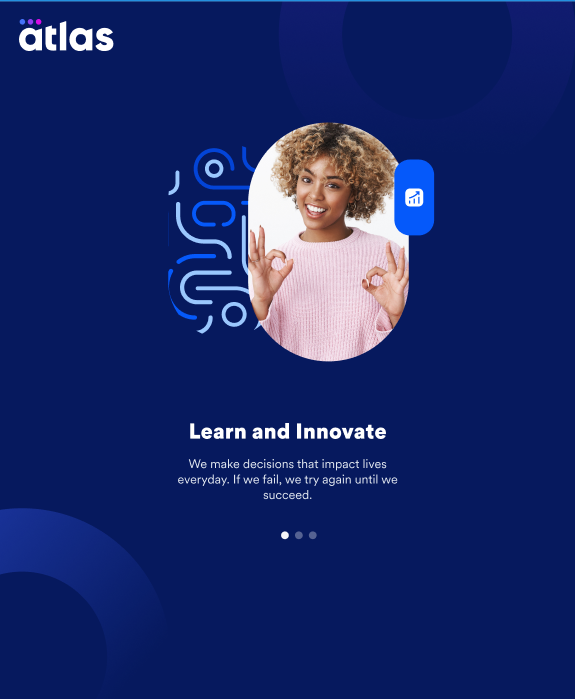 atlas
Learn and Innovate
We make decisions that impact lives
everyday. If we fail, we try again until we
succeed.